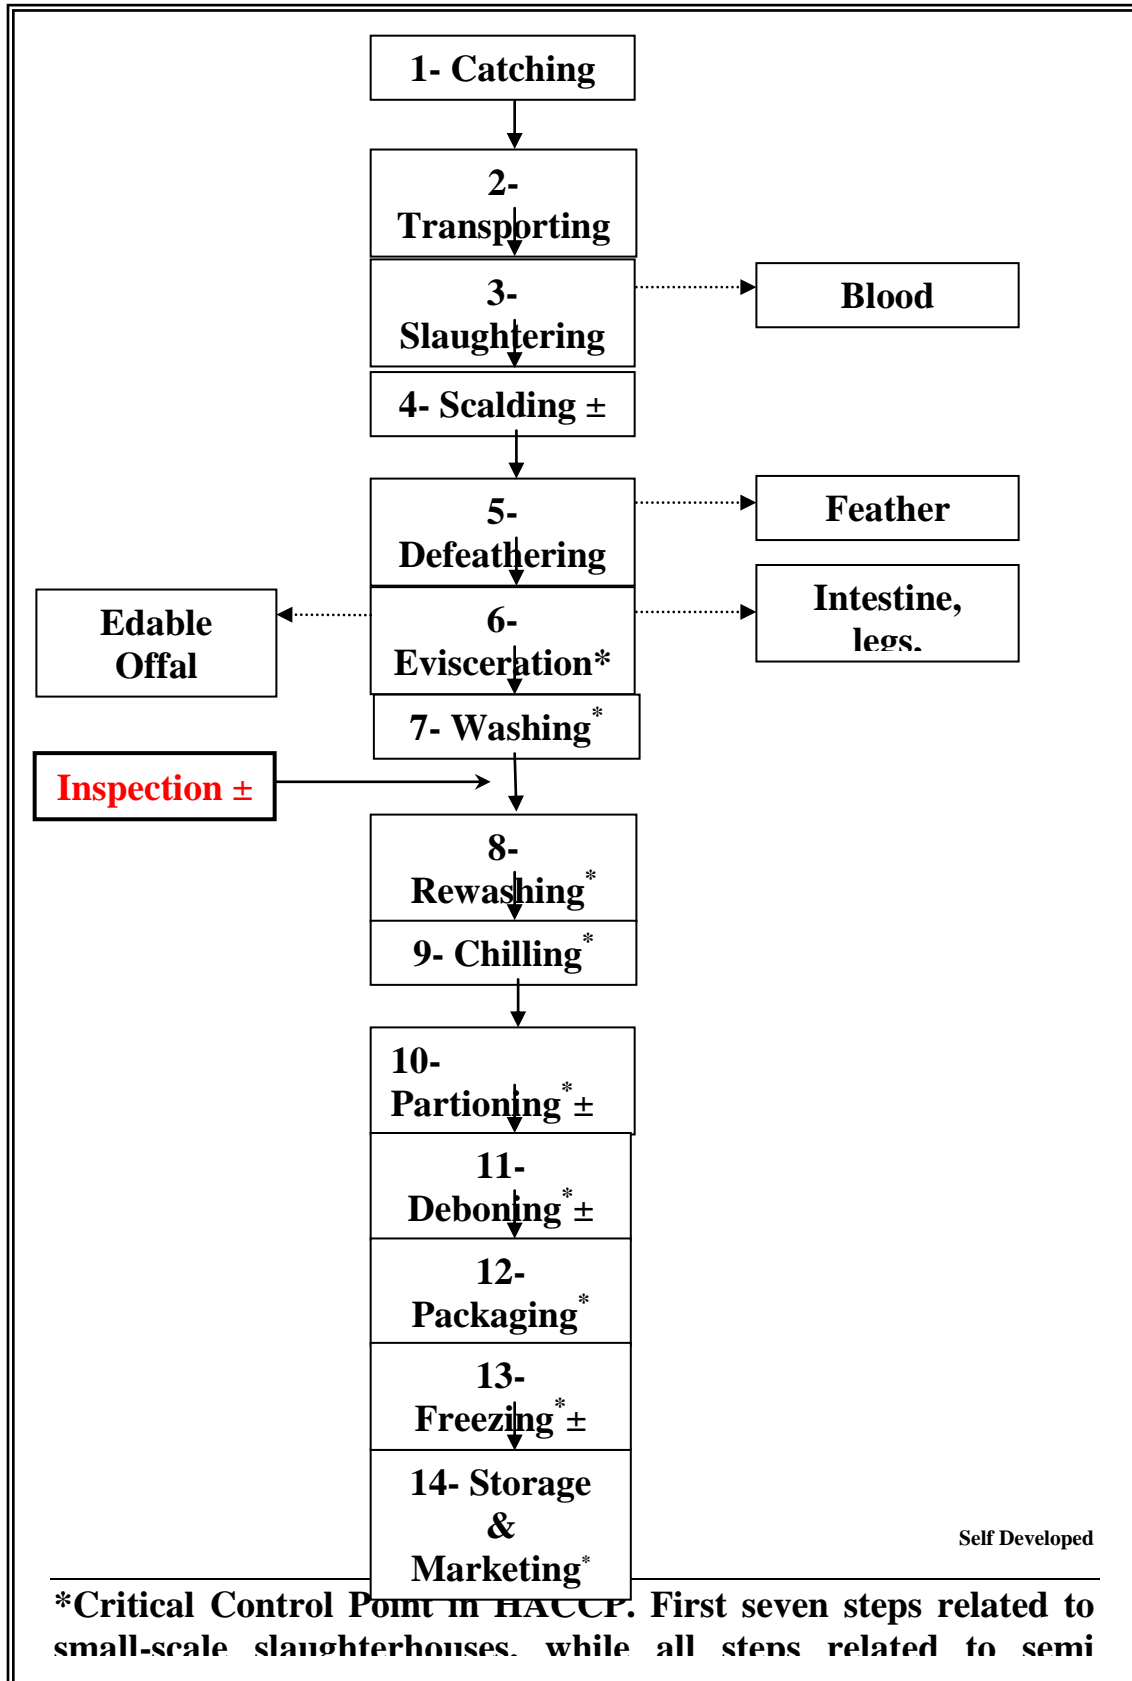 1- Catching
2-
Transporting
3-
Slaughtering
Blood
4- Scalding ±
5-
Defeathering
Feather
Edable
Offal
6-
Evisceration*
Intestine,
legs,
7- Washing*
Inspection ±
8-
Rewashing*
9- Chilling*
10-
Partioning*±
11-
Deboning*±
12-
Packaging*
13-
Freezing*±
14- Storage
&
Marketing*
Self Developed
*Critical Control Point in HACCP. First seven steps related to
small-scale slaughterhouses, while all steps related to semi